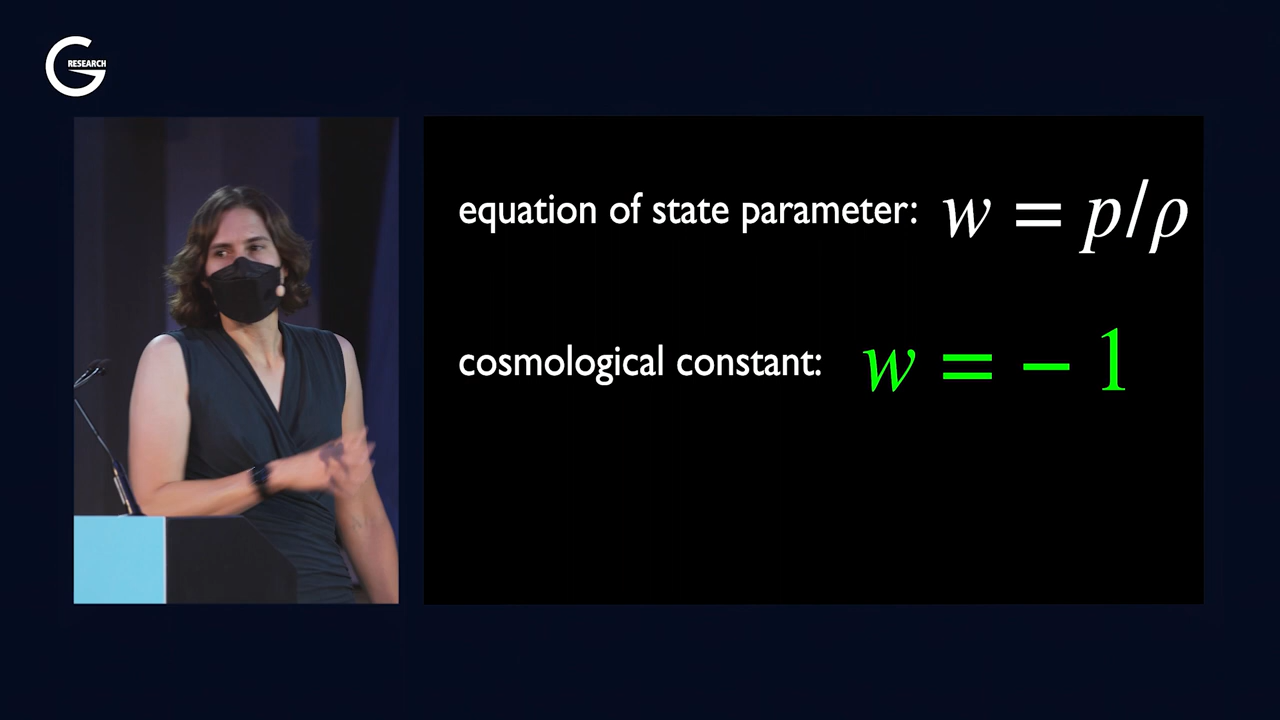 G RESEARCH
equation of state parameter: w = p/ρ
cosmological constant: w = − 1